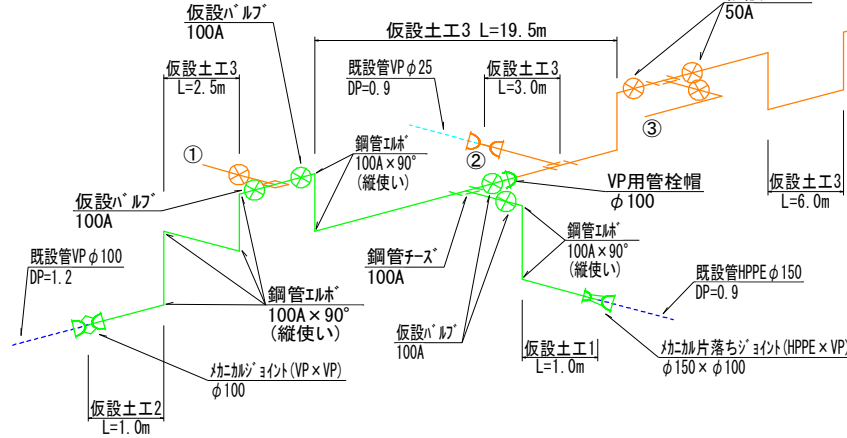 仮設バルブ
100A
50A
仮設土工3 L=19.5m
既設管VPφ25
DP=0.9
仮設土工3
L=2.5m
仮設土工3
L=3.0m
①
②
③
鋼管エルボ
100A×90°
(縦使い)
仮設バルブ
100A
VP用管栓帽
φ100
仮設土工3
L=6.0m
既設管VPφ100
DP=1.2
鋼管チーズ
100A
鋼管エルボ
100A×90°
(縦使い)
鋼管エルボ
100A×90°
(縦使い)
既設管HPPEφ150
DP=0.9
仮設バルブ
100A
仮設土工1
L=1.0m
メカニカルジョイント(VP×VP)
φ100
メカニカル片落ちジョイント(HPPE×VP)
φ150×φ100
仮設土工2
L=1.0m